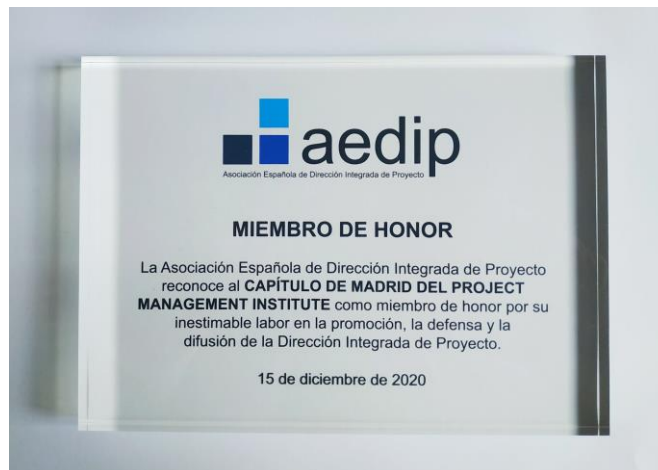 aedip
Asociación Española de Dirección Integrada de Proyecto
MIEMBRO DE HONOR
La Asociación Española de Dirección Integrada de Proyecto
reconoce al CAPÍTULO DE MADRID DEL PROJECT
MANAGEMENT INSTITUTE como miembro de honor por su
inestimable labor en la promoción, la defensa y la
difusión de la Dirección Integrada de Proyecto.
15 de diciembre de 2020